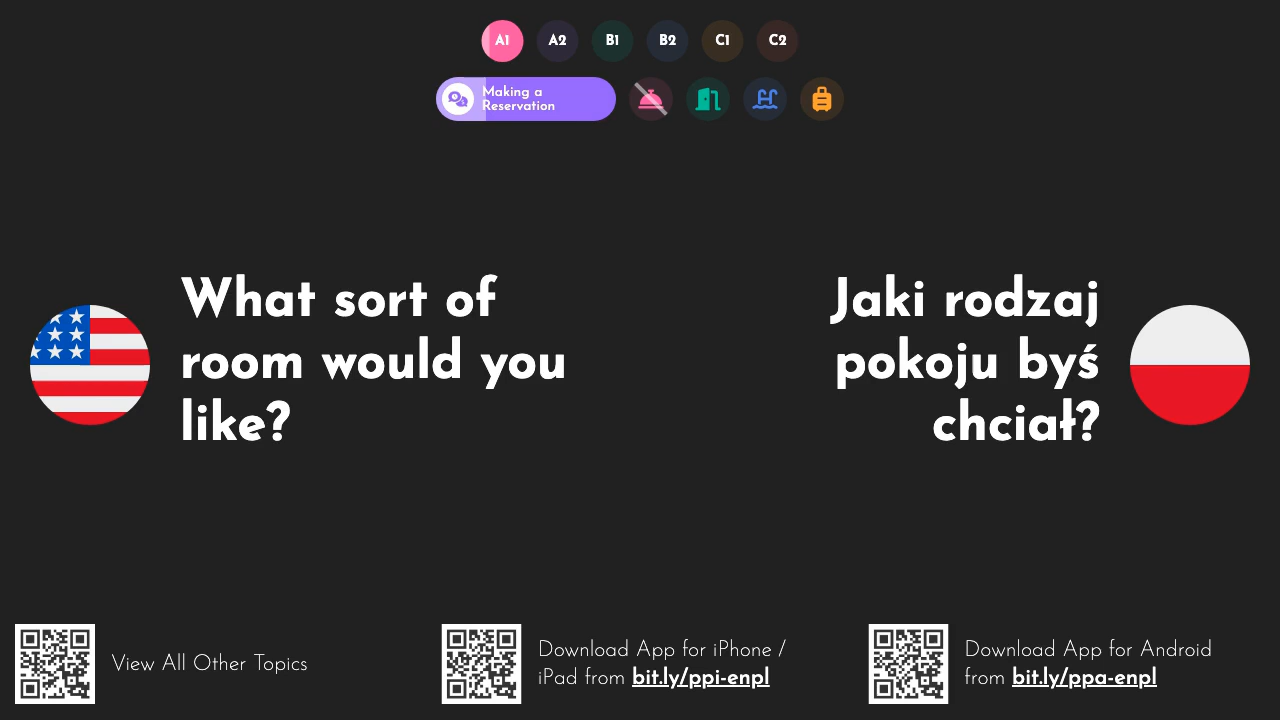 A1 A2 B1 B2 C1 C2
Making a
Reservation
What sort of
room would you
like?
Jaki rodzaj
pokoju byś
chciał?
View All Other Topics
Download App for iPhone /
iPad from bit.ly/ppi-enpl
Download App for Android
from bit.ly/ppa-enpl